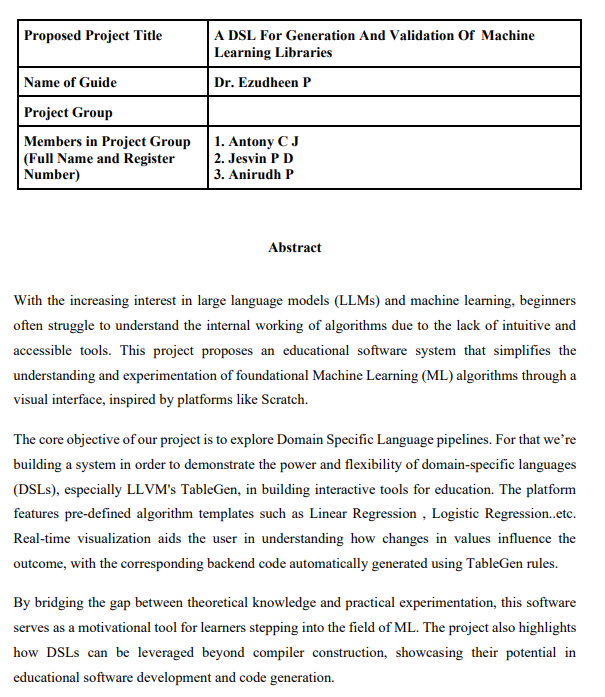 Proposed Project Title
A DSL For Generation And Validation Of Machine
Learning Libraries
Name of Guide
Dr. Ezudheen P
Project Group
Members in Project Group
(Full Name and Register
Number)
1. Antony C J
2. Jesvin P D
3. Anirudh P
Abstract
With the increasing interest in large language models (LLMs) and machine learning, beginners
often struggle to understand the internal working of algorithms due to the lack of intuitive and
accessible tools. This project proposes an educational software system that simplifies the
understanding and experimentation of foundational Machine Learning (ML) algorithms through a
visual interface, inspired by platforms like Scratch.
The core objective of our project is to explore Domain Specific Language pipelines. For that we’re
building a system in order to demonstrate the power and flexibility of domain-specific languages
(DSLs), especially LLVM's TableGen, in building interactive tools for education. The platform
features pre-defined algorithm templates such as Linear Regression , Logistic Regression..etc.
Real-time visualization aids the user in understanding how changes in values influence the
outcome, with the corresponding backend code automatically generated using TableGen rules.
By bridging the gap between theoretical knowledge and practical experimentation, this software
serves as a motivational tool for learners stepping into the field of ML. The project also highlights
how DSLs can be leveraged beyond compiler construction, showcasing their potential in
educational software development and code generation.